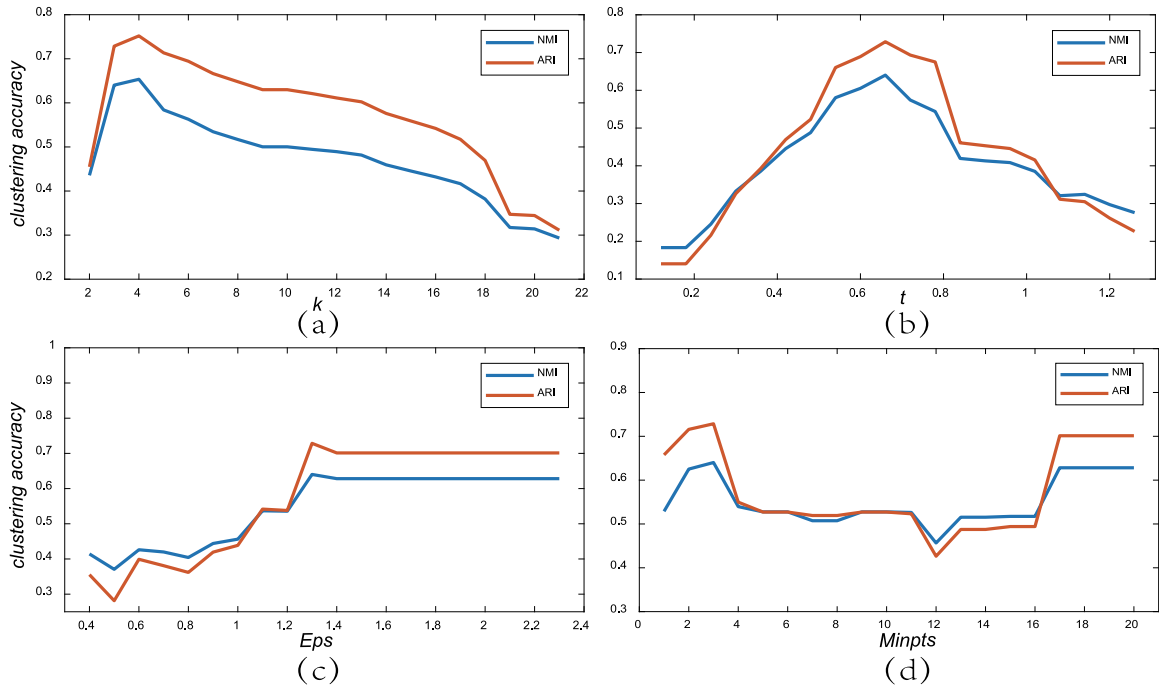 0.8
0.7
0.6
0.5
0.4
0.3
0.2
clustering accuracy
NMI
ARI
2 4 6 8 10 12 14 16 18 20 22
k
(a)
0.8
0.7
0.6
0.5
0.4
0.3
0.2
0.1
NMI
ARI
0.2 0.4 0.6 0.8 1 1.2
t
(b)
1
0.9
0.8
0.7
0.6
0.5
0.4
0.3
clustering accuracy
NMI
ARI
0.4 0.6 0.8 1 1.2 1.4 1.6 1.8 2 2.2 2.4
Eps
(c)
0.9
0.8
0.7
0.6
0.5
0.4
0.3
NMI
ARI
0 2 4 6 8 10 12 14 16 18 20
Minpts
(d)